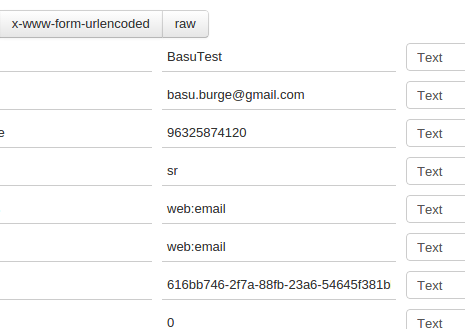 x-www-form-urlencoded raw
BasuTest Text
basu.burge@gmail.com Text
e 96325874120 Text
sr Text
web:email Text
web:email Text
616bb746-2f7a-88fb-23a6-54645f381b Text
0 Text